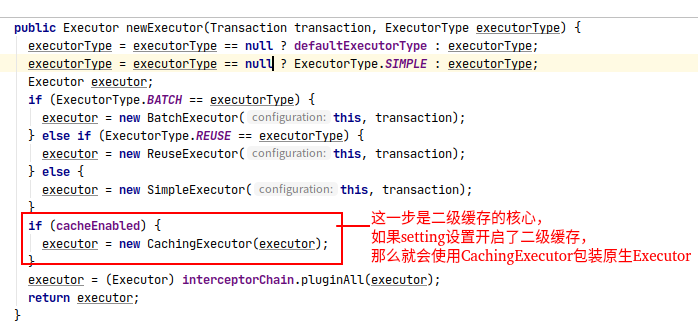 public Executor newExecutor(Transaction transaction, ExecutorType executorType) {
executorType = executorType == null ? defaultExecutorType : executorType;
executorType = executorType == null ? ExecutorType.SIMPLE : executorType;
Executor executor;
if (ExecutorType.BATCH == executorType) {
executor = new BatchExecutor( configuration: this, transaction);
} else if (ExecutorType.REUSE == executorType) {
executor = new ReuseExecutor( configuration: this, transaction);
} else {
executor = new SimpleExecutor( configuration: this, transaction);
}
if (cacheEnabled) {
executor = new CachingExecutor(executor);
}
这一步是二级缓存的核心，
如果setting设置开启了二级缓存，
那么就会使用CachingExecutor包装原生Executor
executor = (Executor) interceptorChain.pluginAll(executor);
return executor;
}